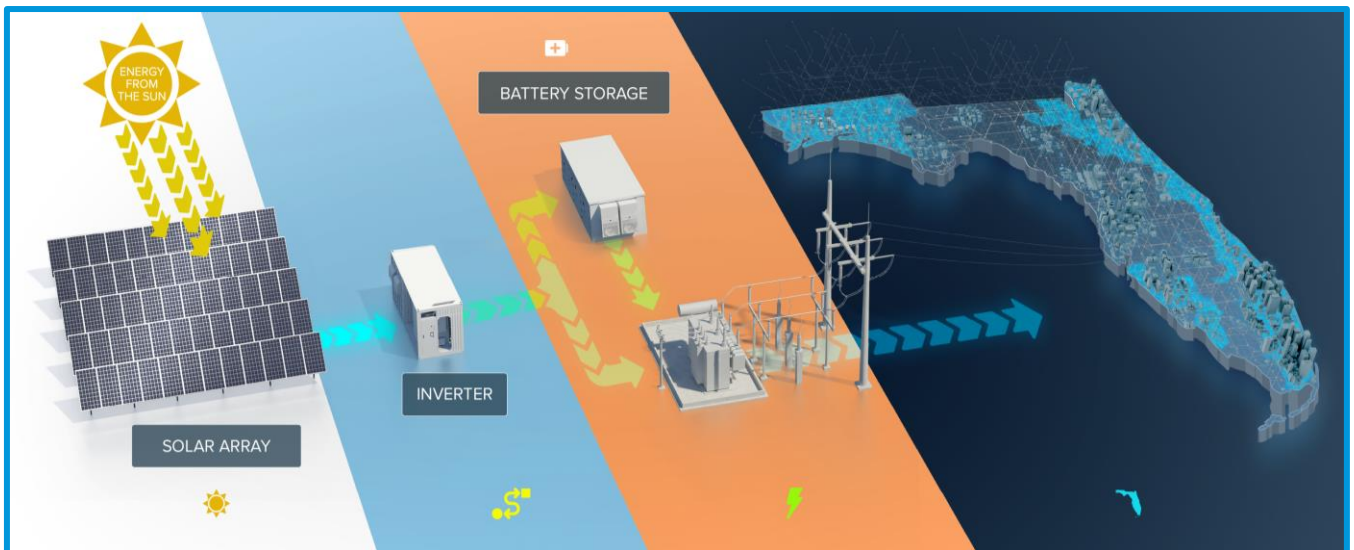 ENERGY
FROM
THE SUN
BATTERY STORAGE
INVERTER
SOLAR ARRAY